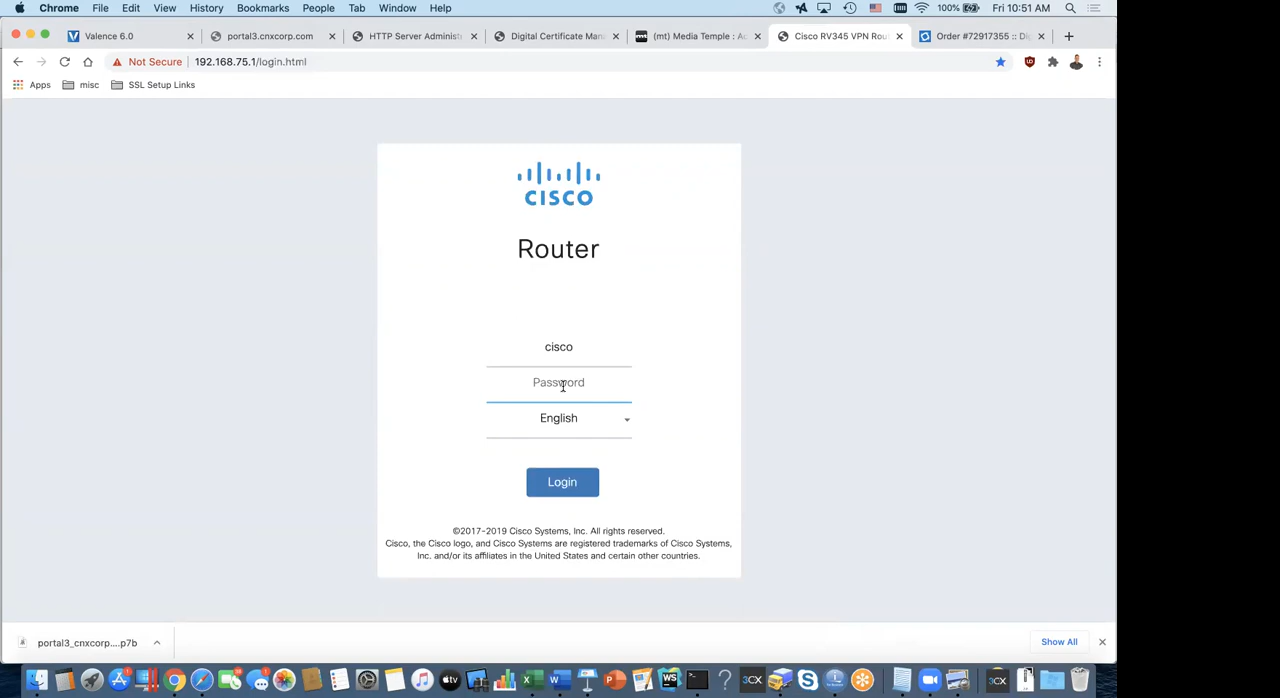 Chrome File Edit View History Bookmarks People Tab Window Help 100% Fri 10:51 AM
Valence 6.0 portal3.cnxcorp.com HTTP Server Administ Digital Certificate Man (mt) Media Temple : Ac Cisco RV345 VPN Rou Order #72917355 :: Di
Not Secure 192.168.75.1/login.html
Apps misc SSL Setup Links
CISCO
Router
cisco
Password
English
Login
©2017-2019 Cisco Systems, Inc. All rights reserved.
Cisco, the Cisco logo, and Cisco Systems are registered trademarks of Cisco Systems,
Inc. and/or its affiliates in the United States and certain other countries.
portal3_cnxcorp....p7b Show All